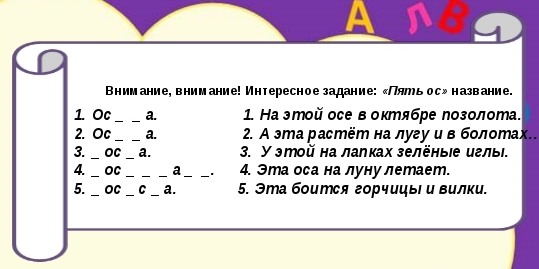 А Л В
Внимание, внимание! Интересное задание: «Пять ос» название.
1. Ос _ _ а. 1. На этой осе в октябре позолота.
2. Ос _ _ а. 2. А эта растёт на лугу и в болотах..
3. _ ос _ а. 3. У этой на лапках зелёные иглы.
4. _ ос _ _ _ а _ _. 4. Эта оса на луну летает.
5. _ ос _ с _ а. 5. Эта боится горчицы и вилки.